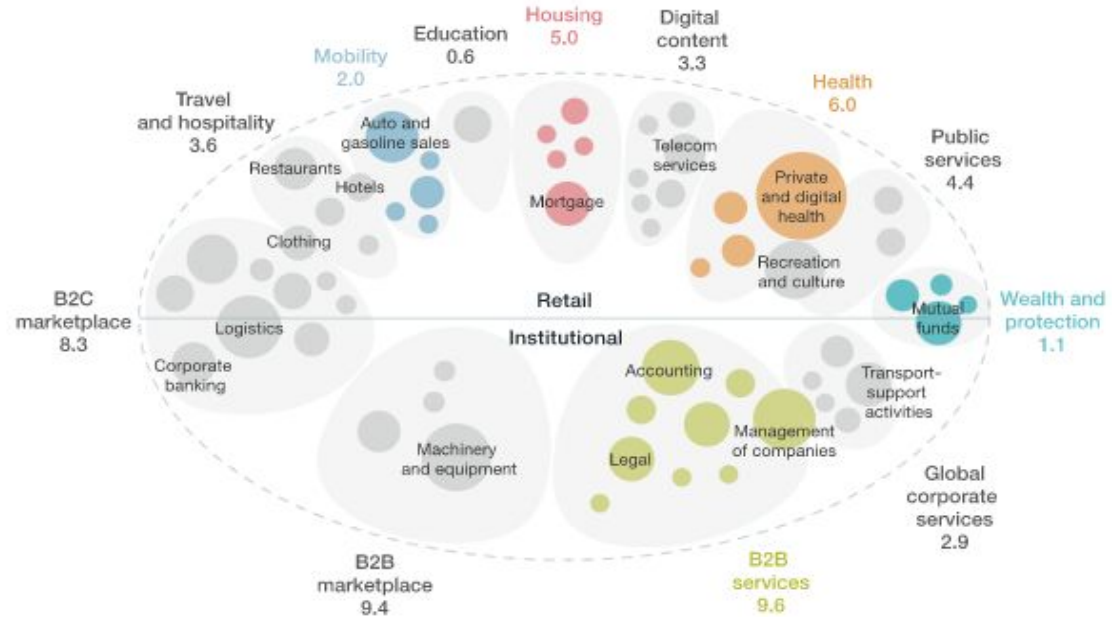 Housing
5.0
Digital
content
3.3
Education
0.6
Mobility
2.0
Health
6.0
Travel
and hospitality
3.6
Public
services
4.4
Auto and
gasoline sales
Restaurants
Hotels
Clothing
Mortgage
Telecom
services
Private
and digital
health
Recreation
and culture
B2C
marketplace
8.3
Logistics
Corporate
banking
Retail
Institutional
Mutual
funds
Wealth and
protection
1.1
Accounting
Transport-
support
activities
Machinery
and equipment
Legal
Management
of companies
Global
corporate
services
2.9
B2B
marketplace
9.4
B2B
services
9.6